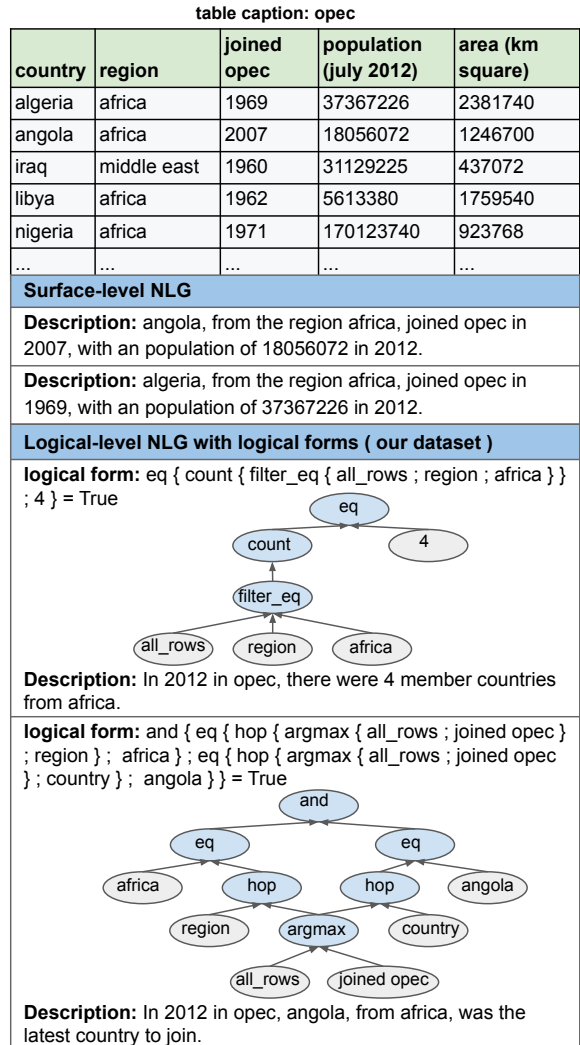 table caption: opec
country region joined opec population (july 2012) area (km square)
algeria africa 1969 37367226 2381740
angola africa 2007 18056072 1246700
iraq middle east 1960 31129225 437072
libya africa 1962 5613380 1759540
nigeria africa 1971 170123740 923768
... ... ... ... ...
Surface-level NLG
Description: angola, from the region africa, joined opec in
2007, with an population of 18056072 in 2012.
Description: algeria, from the region africa, joined opec in
1969, with an population of 37367226 in 2012.
Logical-level NLG with logical forms ( our dataset )
logical form: eq { count { filter_eq { all_rows ; region ; africa } }
; 4 } = True
eq
count 4
filter_eq
all_rows region africa
Description: In 2012 in opec, there were 4 member countries
from africa.
logical form: and { eq { hop { argmax { all_rows ; joined opec }
; region } ; africa } ; eq { hop { argmax { all_rows ; joined opec
} ; country } ; angola } } = True
and
eq eq
africa hop hop angola
region argmax country
all_rows joined opec
Description: In 2012 in opec, angola, from africa, was the
latest country to join.